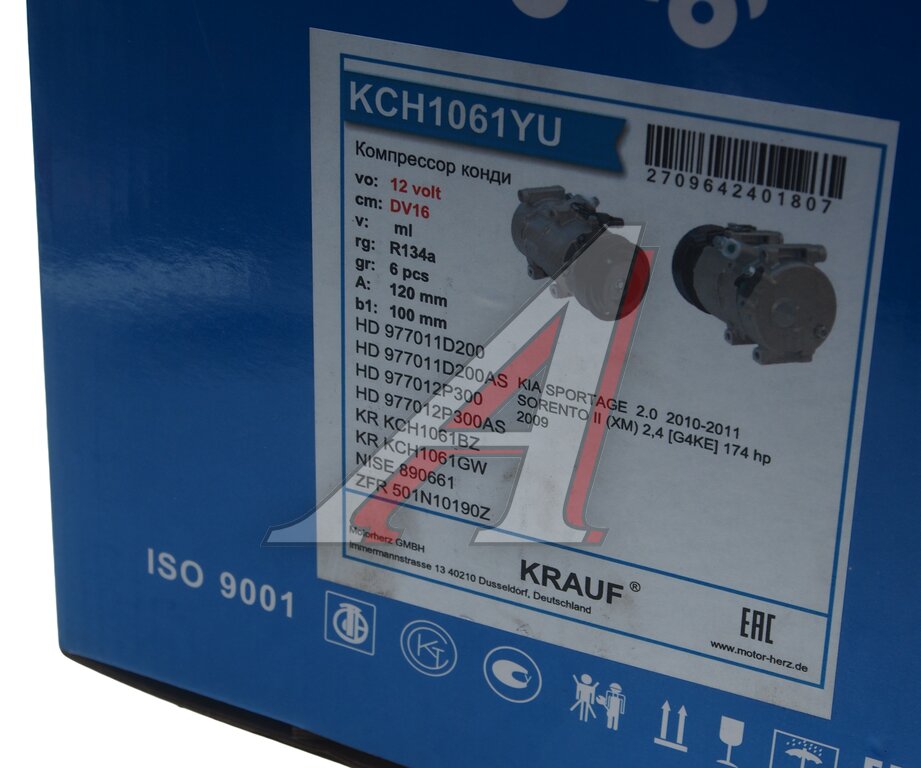 KCH1061YU
Компрессор конди
vo: 12 volt
cm: DV16
v: ml
rg: R134a
gr: 6 pcs
A: 120 mm
b1: 100 mm
HD 977011D200
HD 977011D200AS
HD 977012P300
HD 977012P300AS
KR KCH1061BZ
KR KCH1061GW
NISE 890661
ZFR 501N10190Z
2709642401807
KIA SPORTAGE 2.0 2010-2011
SORENTO II (XM) 2,4 [G4KE] 174 hp
2009
Motorherz GMBH
Immermannstrasse 13 40210 Dusseldorf, Deutschland
KRAUF®
EAC
www.motor-herz.de
ISO 9001